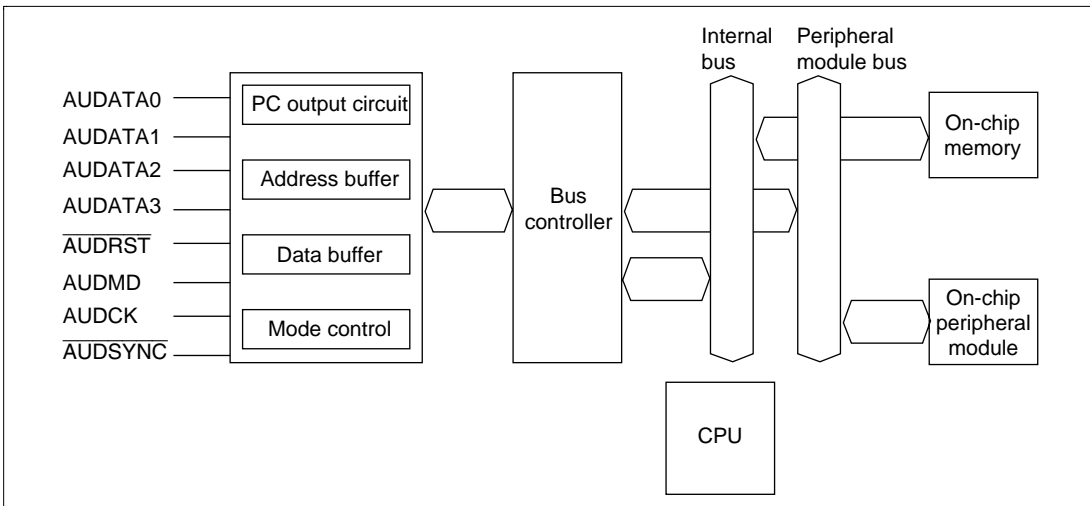 AUDATA0
AUDATA1
AUDATA2
AUDATA3
AUDRST
AUDMD
AUDCK
AUDSYNC
PC output circuit
Address buffer
Data buffer
Mode control
Bus
controller
Internal
bus
Peripheral
module bus
On-chip
memory
On-chip
peripheral
module
CPU